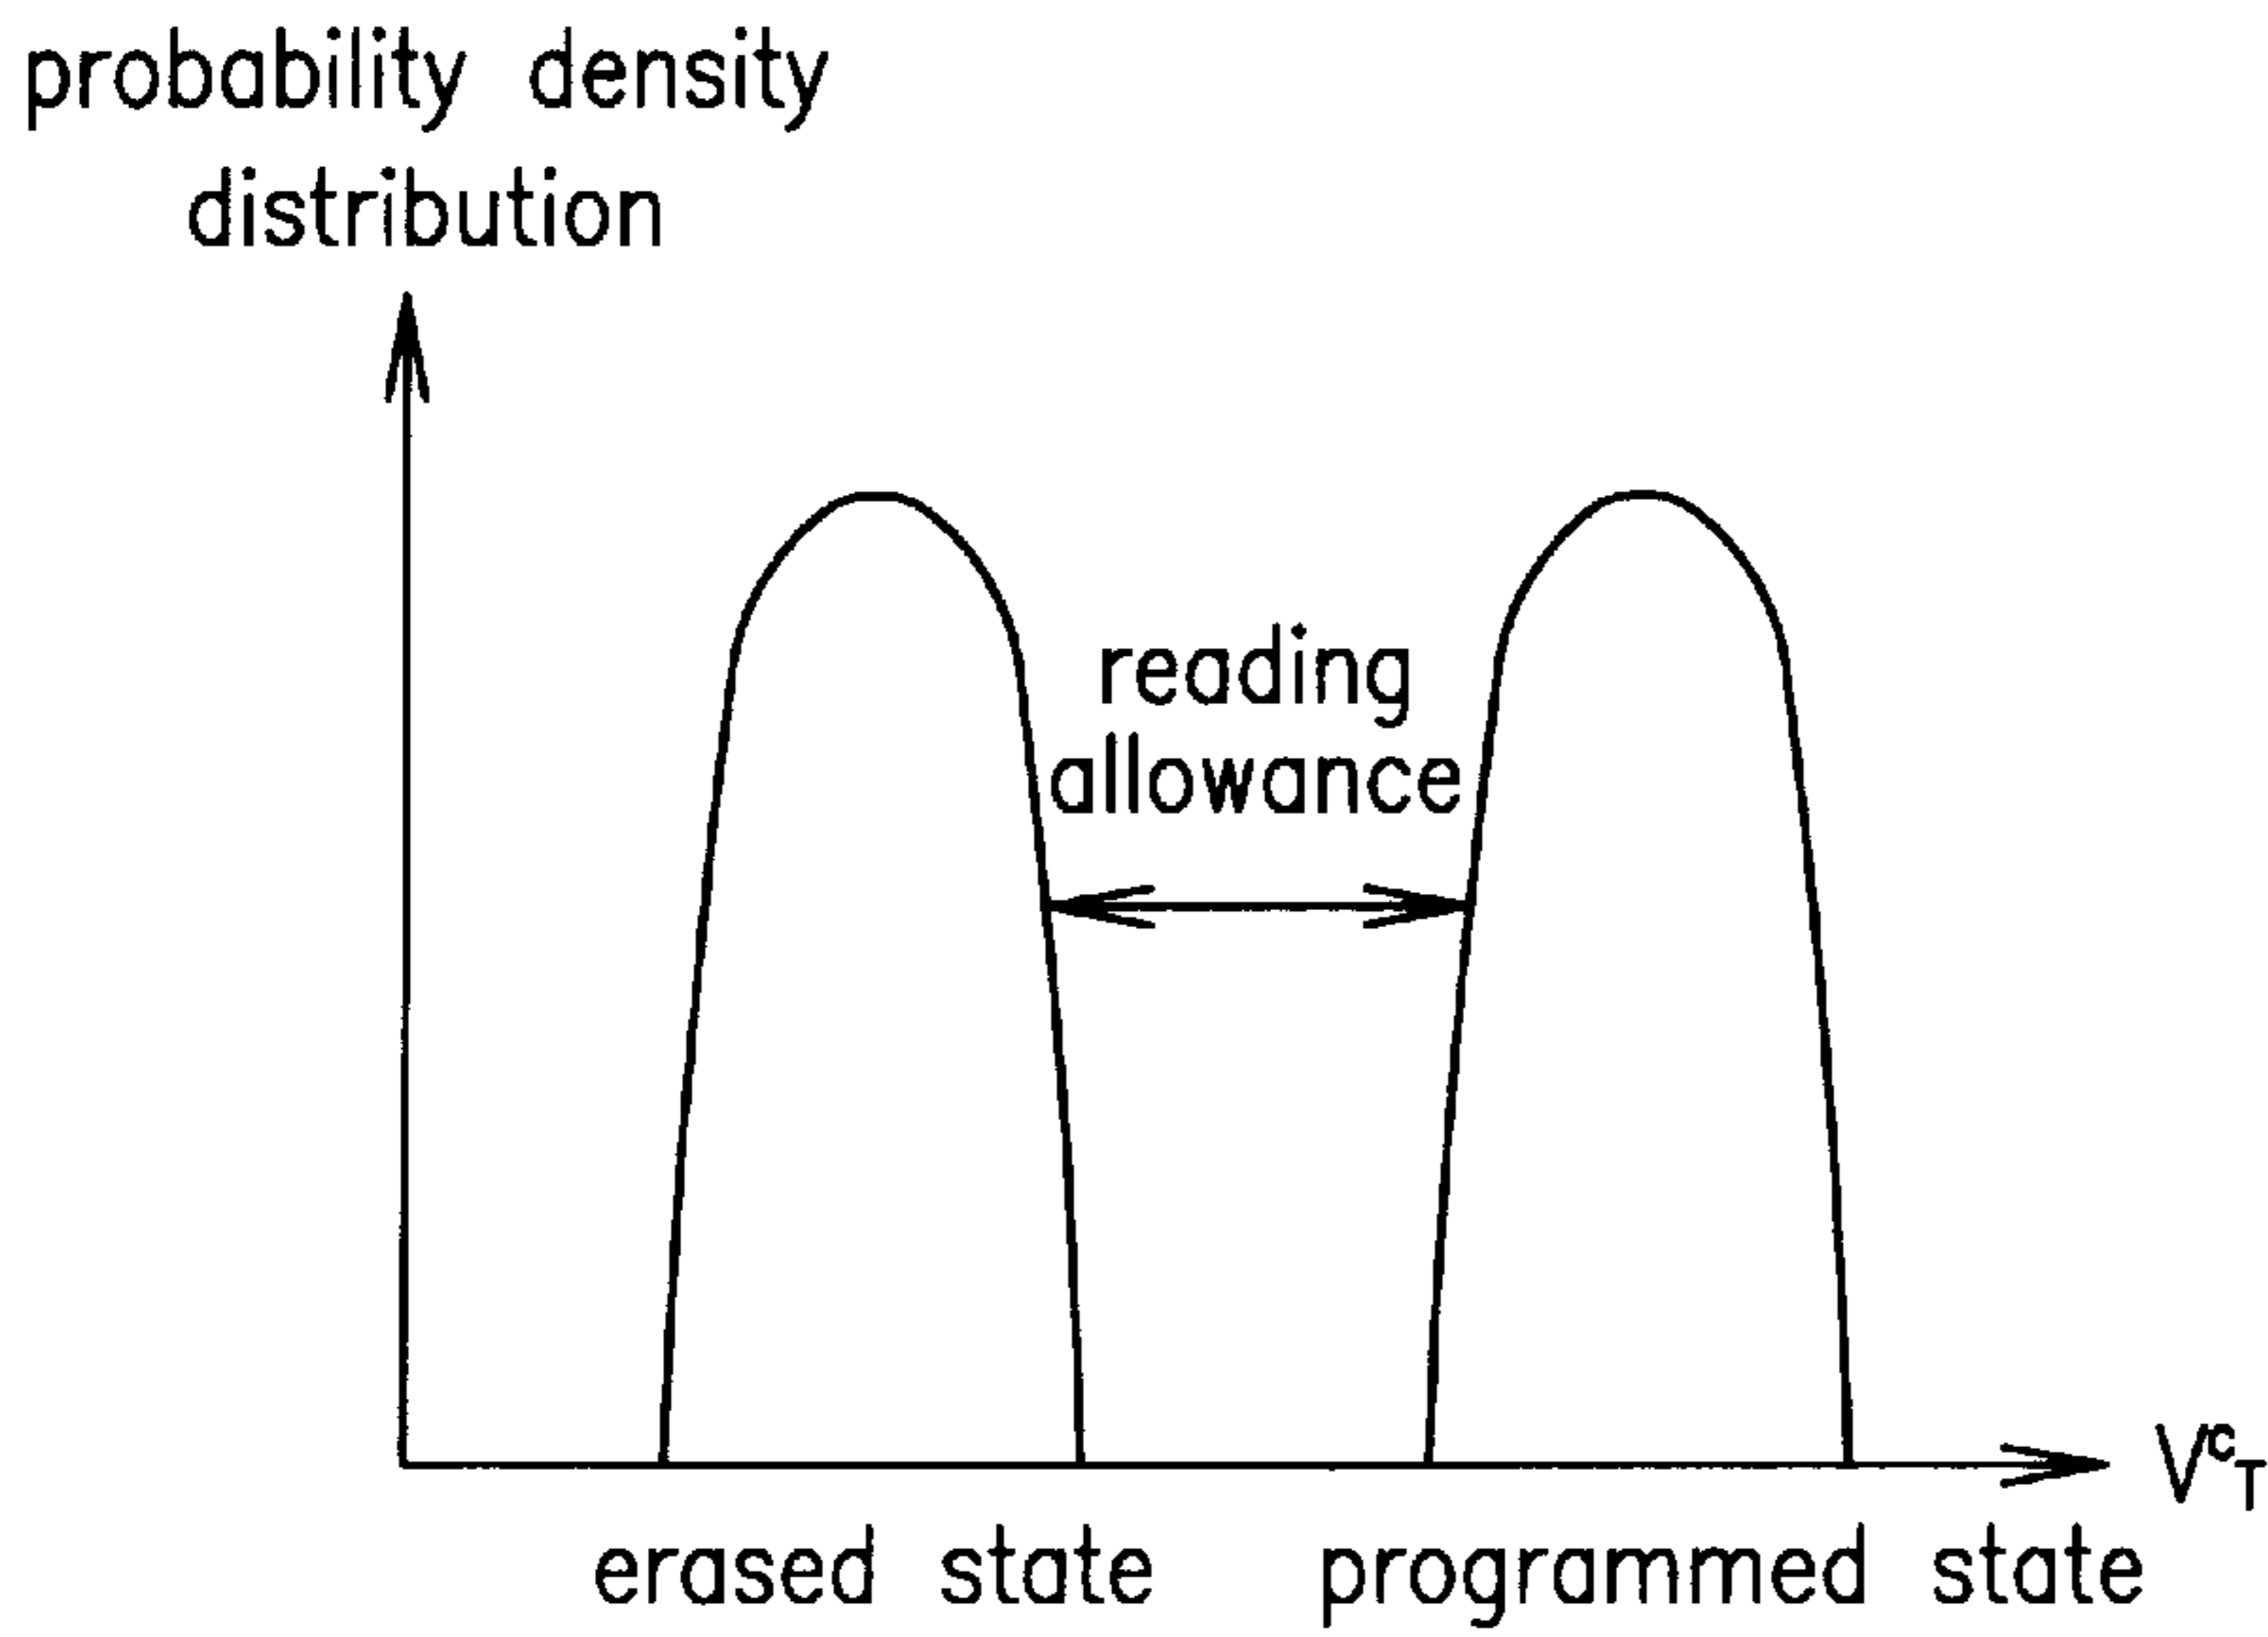 probability density
distribution
reading
allowance
V^c_T
erased state
programmed state